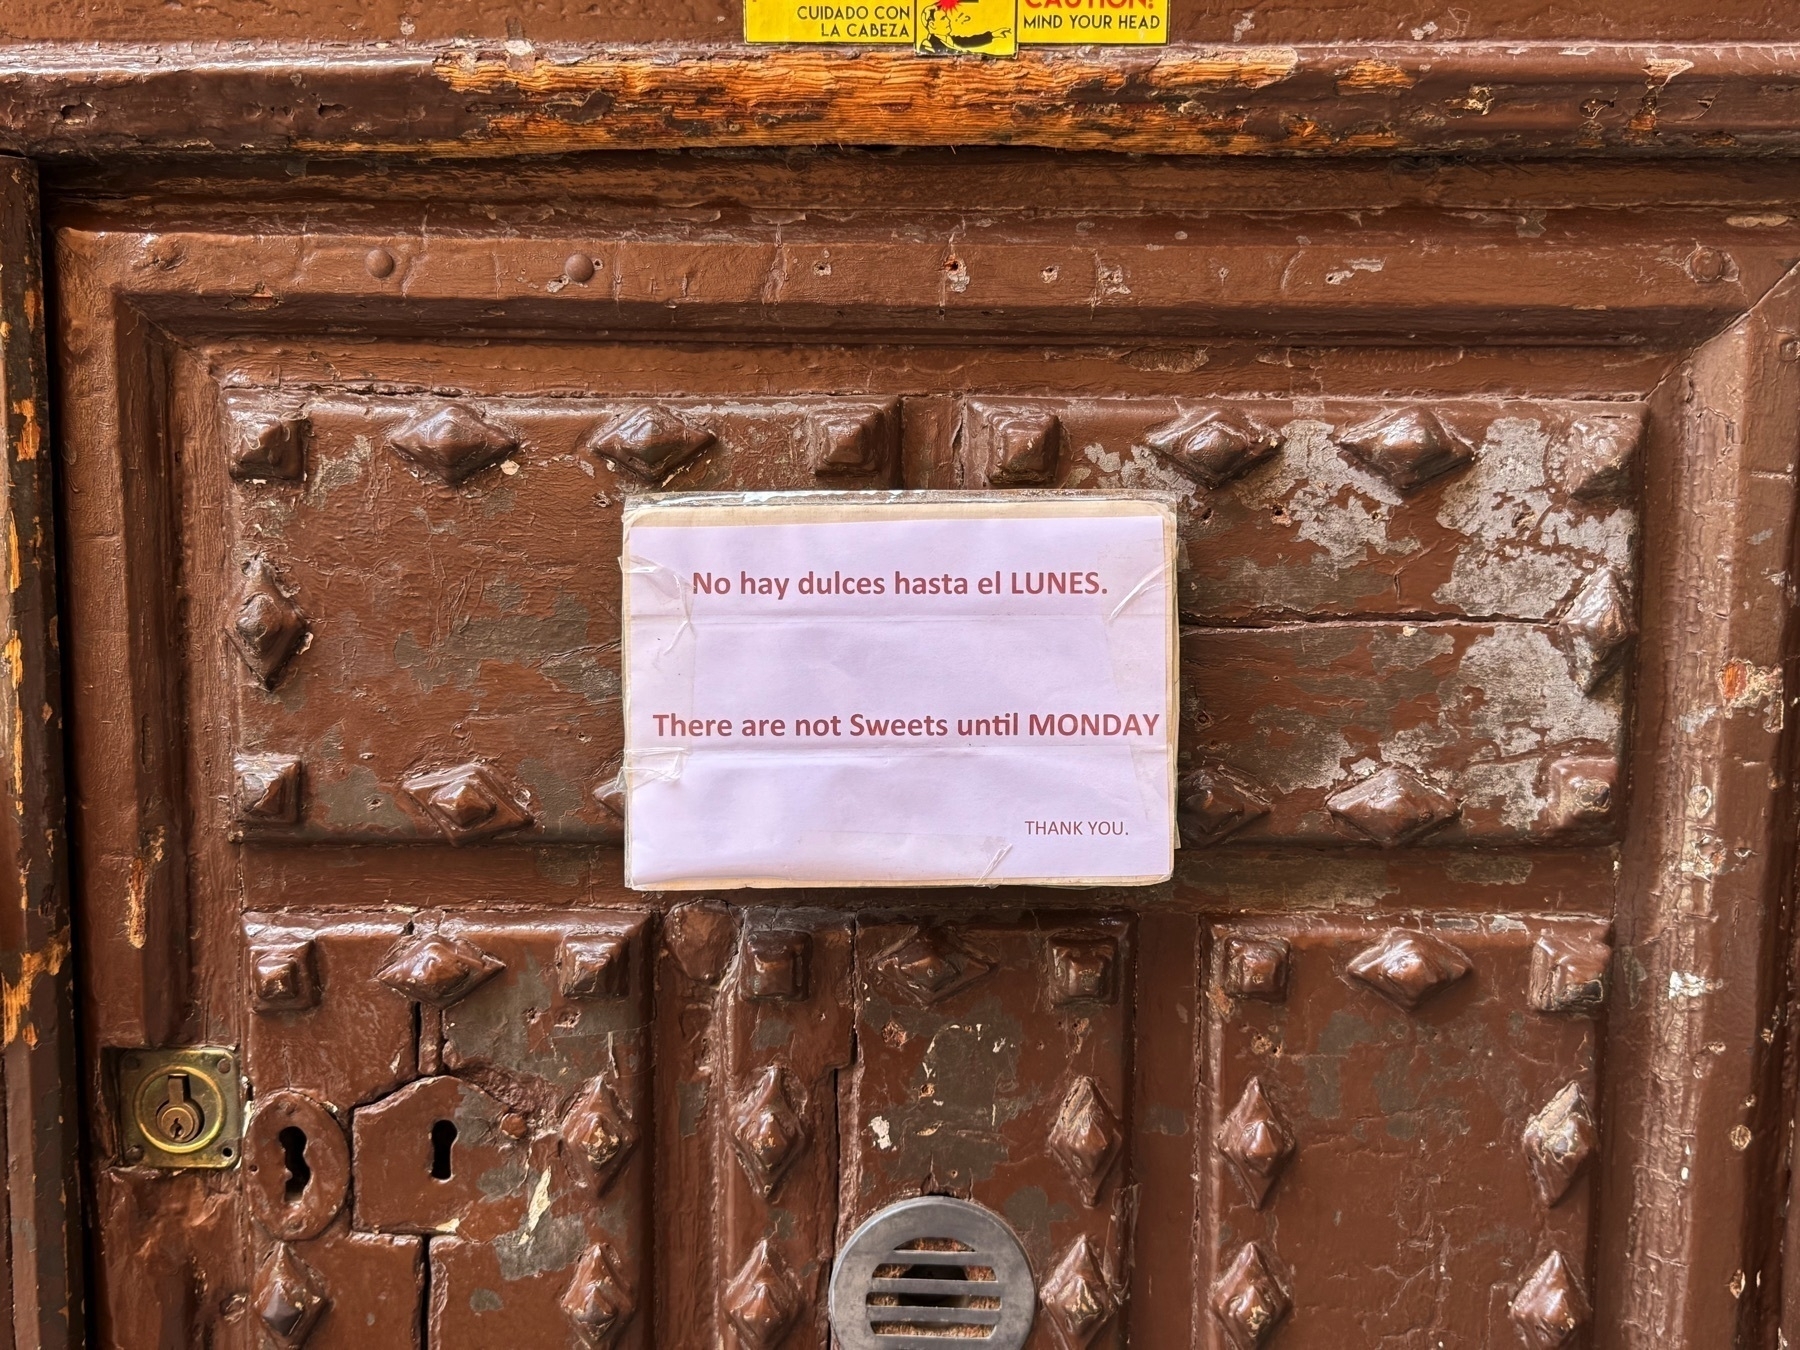 CUIDADO CON
LA CABEZA
CAUTION!
MIND YOUR HEAD
No hay dulces hasta el LUNES.
There are not Sweets until MONDAY
THANK YOU.